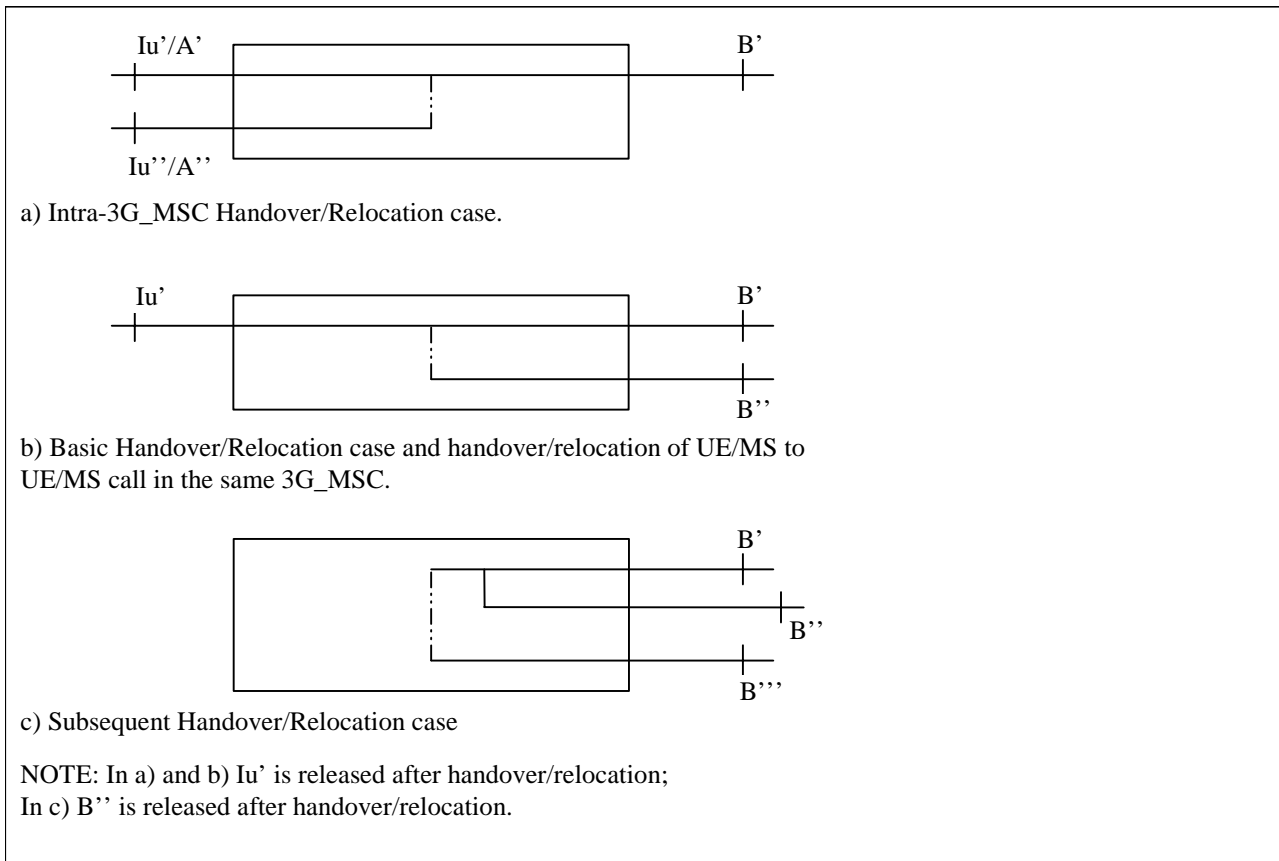 Iu’/A’ B’
Iu’’/A’’
a) Intra-3G_MSC Handover/Relocation case.
Iu’ B’
B’’
b) Basic Handover/Relocation case and handover/relocation of UE/MS to
UE/MS call in the same 3G_MSC.
B’
B’’
B’’’
c) Subsequent Handover/Relocation case
NOTE: In a) and b) Iu’ is released after handover/relocation;
In c) B’’ is released after handover/relocation.